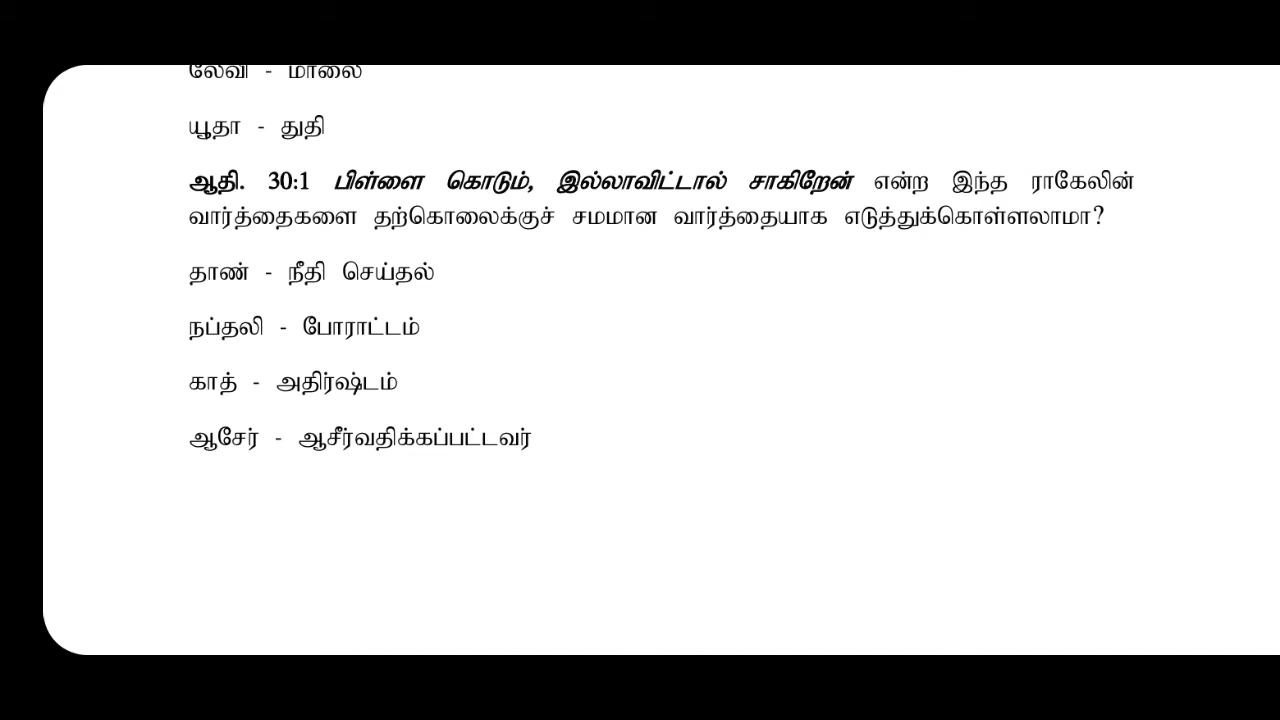 லேவி - மாலை
யூதா - துதி
ஆதி. 30:1 பிள்ளை கொடும், இல்லாவிட்டால் சாகிறேன் என்ற இந்த ராகேலின்
வார்த்தைகளை தற்கொலைக்குச் சமமான வார்த்தையாக எடுத்துக்கொள்ளலாமா?
தாண் - நீதி செய்தல்
நப்தலி - போராட்டம்
காத் - அதிர்ஷ்டம்
ஆசேர் - ஆசீர்வதிக்கப்பட்டவர்